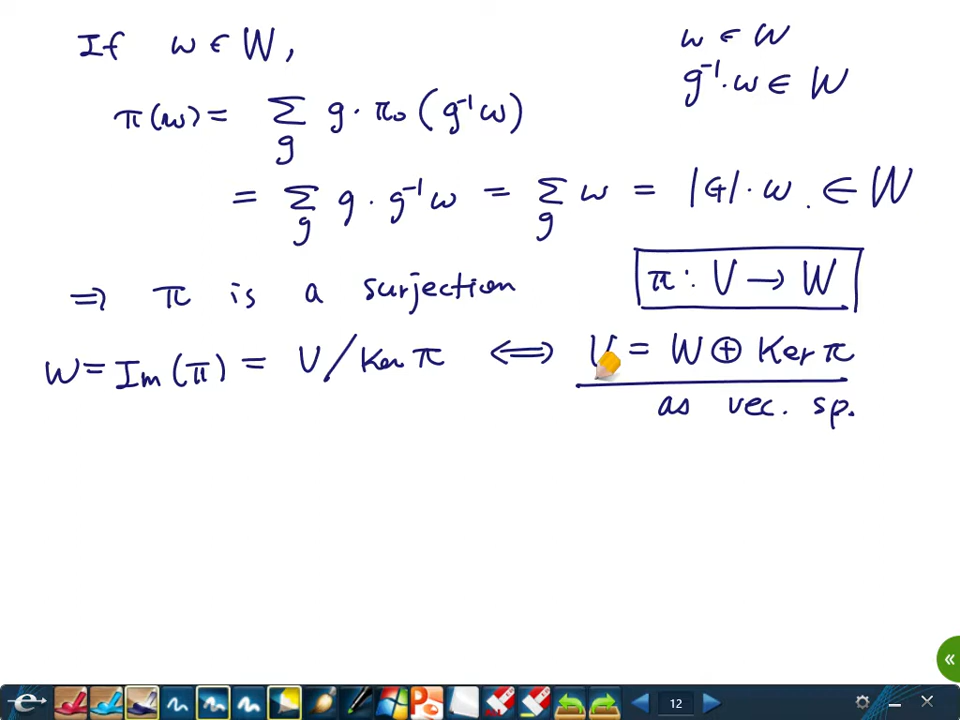 If w ∈ W,
w ∈ W
g⁻¹·w ∈ W
π(w) = Σ_g g·π₀(g⁻¹w)
= Σ_g g·g⁻¹w = Σ_g w = |G|·w. ∈ W
⇒ π is a surjection
π: V → W
W = Im(π) = V/Ker π ⟺ V = W ⊕ Ker π
as vec. sp.
12